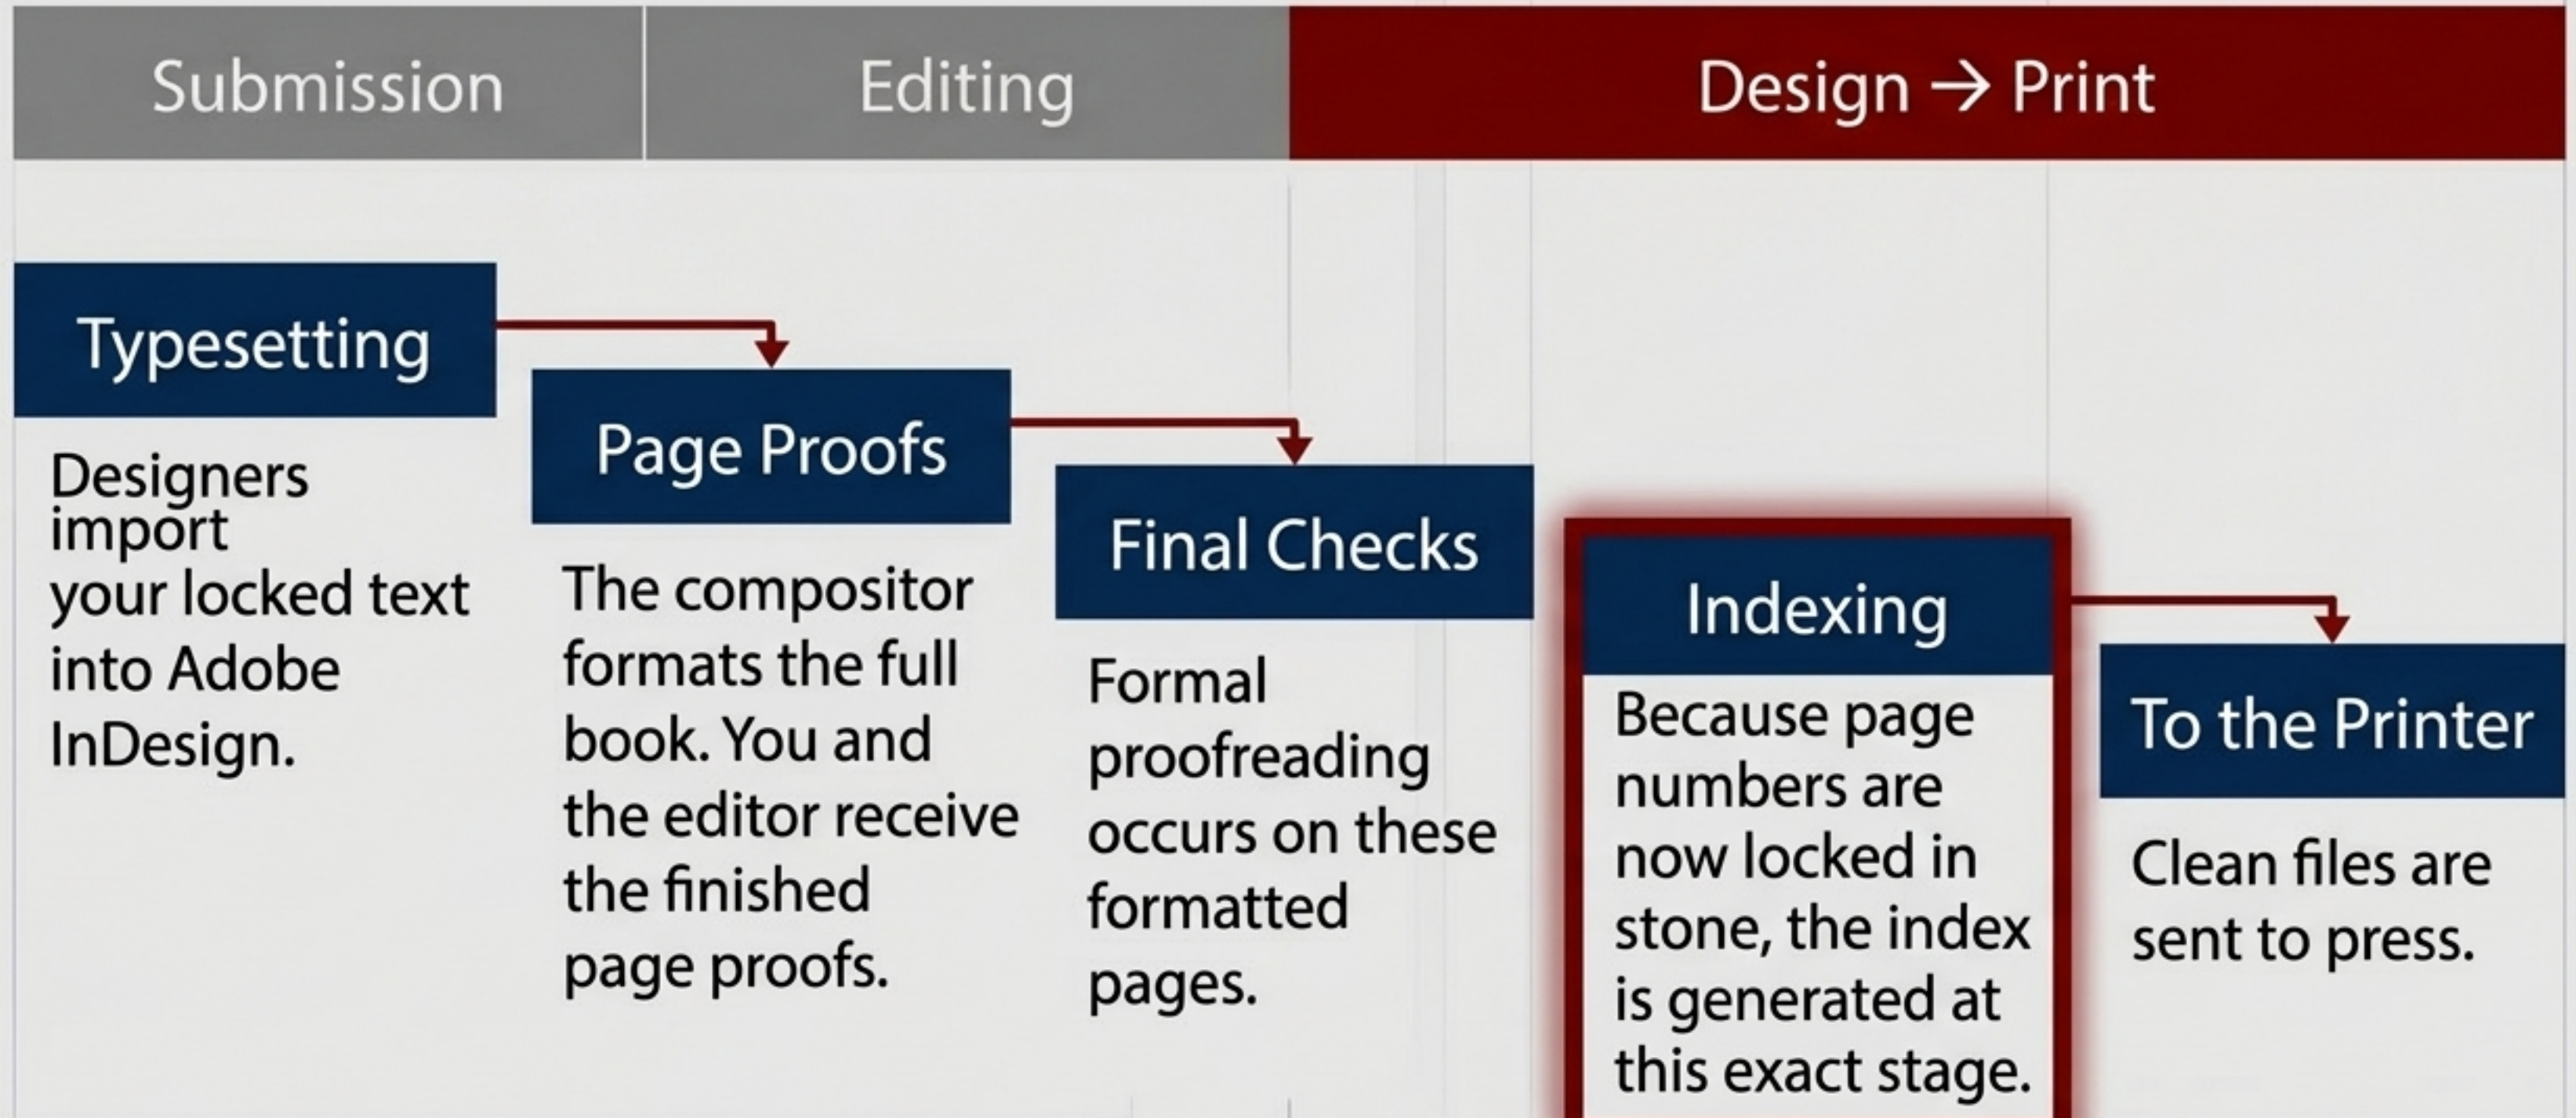 Submission
Editing
Design → Print
Typesetting
Designers
import
your locked text
into Adobe
InDesign.
Page Proofs
The compositor
formats the full
book. You and
the editor receive
the finished
page proofs.
Final Checks
Formal
proofreading
occurs on these
formatted
pages.
Indexing
Because page
numbers are
now locked in
stone, the index
is generated at
this exact stage.
To the Printer
Clean files are
sent to press.